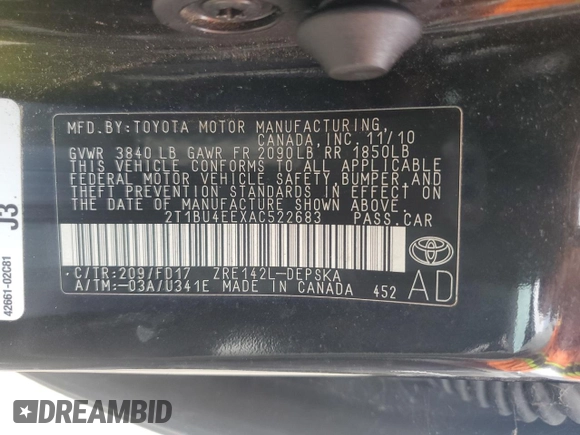 MFD. BY: TOYOTA MOTOR MANUFACTURING,
CANADA, INC. 11/10
GVWR 3840 LB GAWR FR 2090LB RR 1850LB
THIS VEHICLE CONFORMS TO ALL APPLICABLE
FEDERAL MOTOR VEHICLE SAFETY, BUMPER, AND
THEFT PREVENTION STANDARDS IN EFFECT ON
THE DATE OF MANUFACTURE SHOWN ABOVE.
2T1BU4EEXAC522683 PASS. CAR
C/TR: 209/FD17 ZRE142L-DEPSKA
A/TM: -03A/U341E MADE IN CANADA 452 AD
J3
42661-02C81
DREAMBID